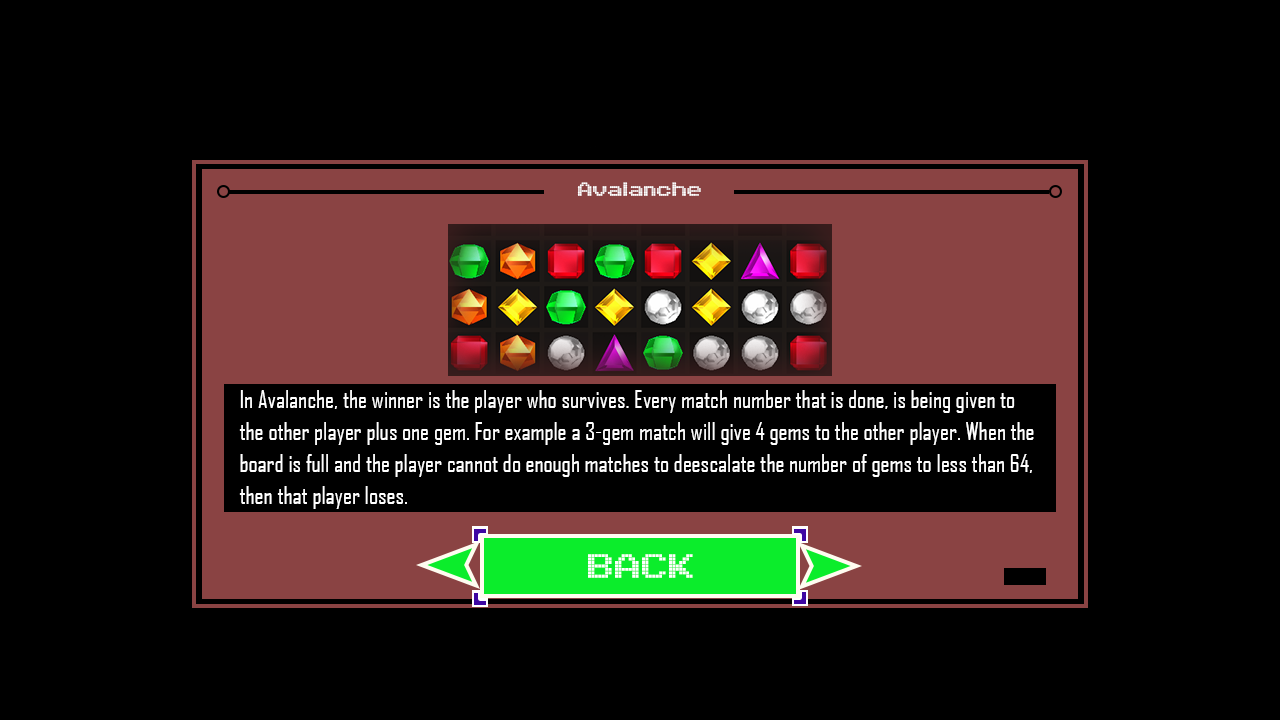 Avalanche
In Avalanche, the winner is the player who survives. Every match number that is done, is being given to
the other player plus one gem. For example a 3-gem match will give 4 gems to the other player. When the
board is full and the player cannot do enough matches to deescalate the number of gems to less than 64,
then that player loses.
BACK